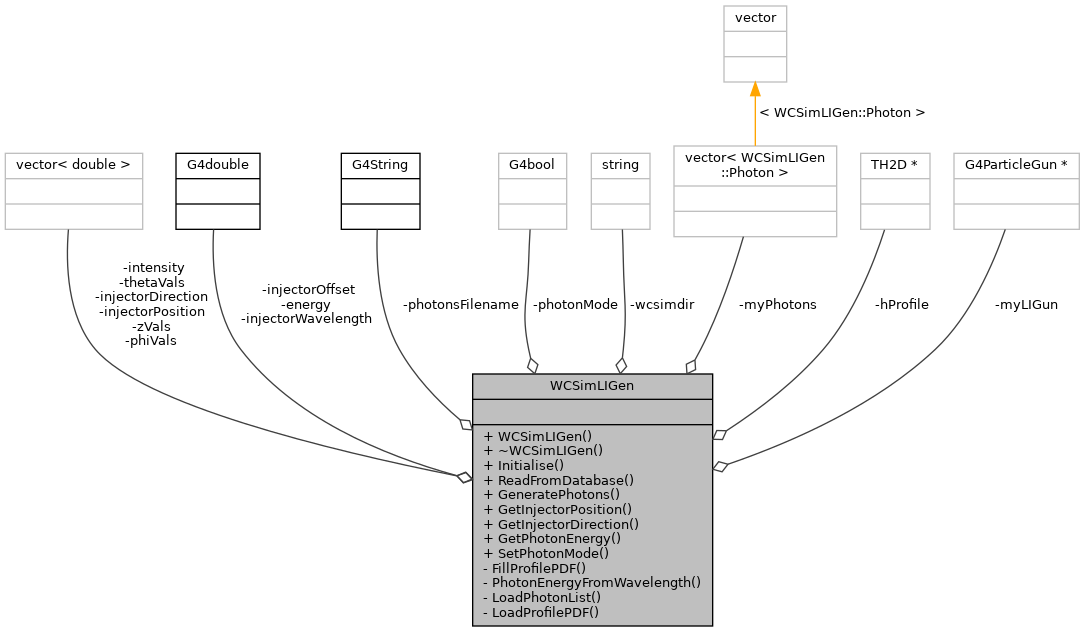 vector
< WCSimLIGen::Photon >
vector< double >
G4double
G4String
G4bool
string
vector< WCSimLIGen
::Photon >
TH2D *
G4ParticleGun *
-intensity
-thetaVals
-injectorDirection
-injectorPosition
-zVals
-phiVals
-injectorOffset
-energy
-injectorWavelength
-photonsFilename
-photonMode
-wcsimdir
-myPhotons
-hProfile
-myLIGun
WCSimLIGen
+ WCSimLIGen()
+ ~WCSimLIGen()
+ Initialise()
+ ReadFromDatabase()
+ GeneratePhotons()
+ GetInjectorPosition()
+ GetInjectorDirection()
+ GetPhotonEnergy()
+ SetPhotonMode()
- FillProfilePDF()
- PhotonEnergyFromWavelength()
- LoadPhotonList()
- LoadProfilePDF()